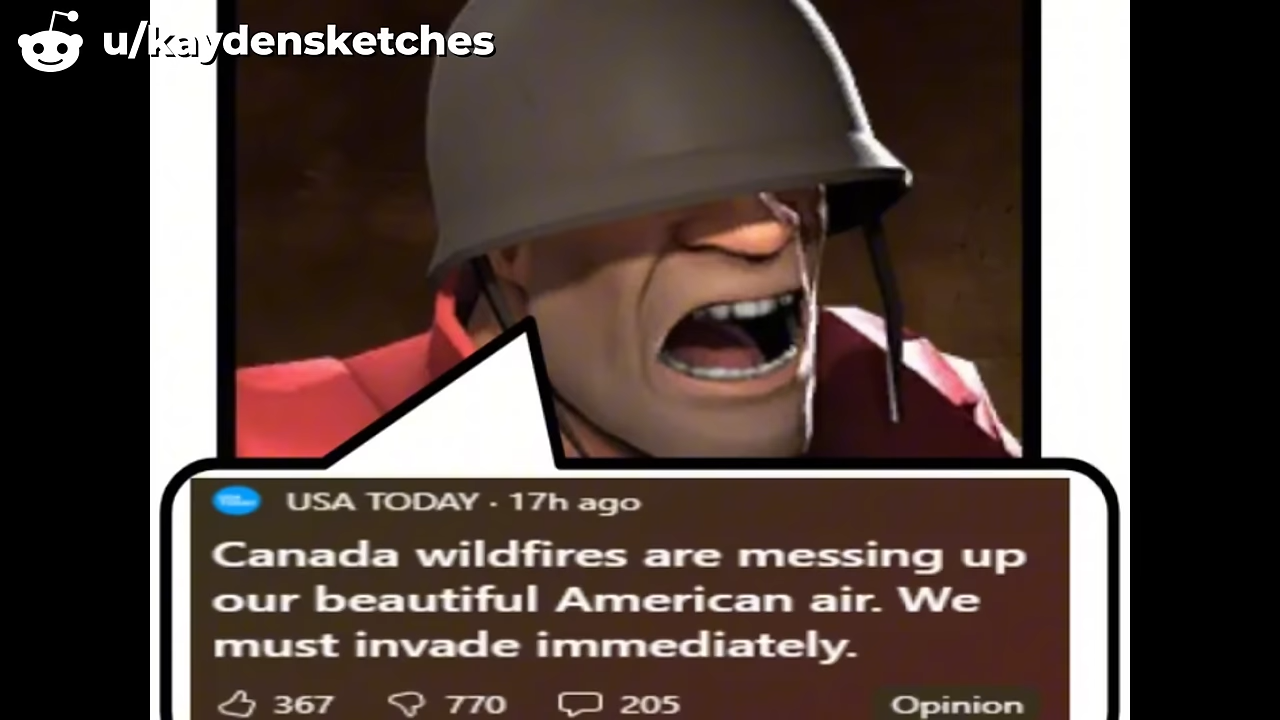 u/kaydensketches
USA TODAY · 17h ago
Canada wildfires are messing up
our beautiful American air. We
must invade immediately.
367 770 205 Opinion